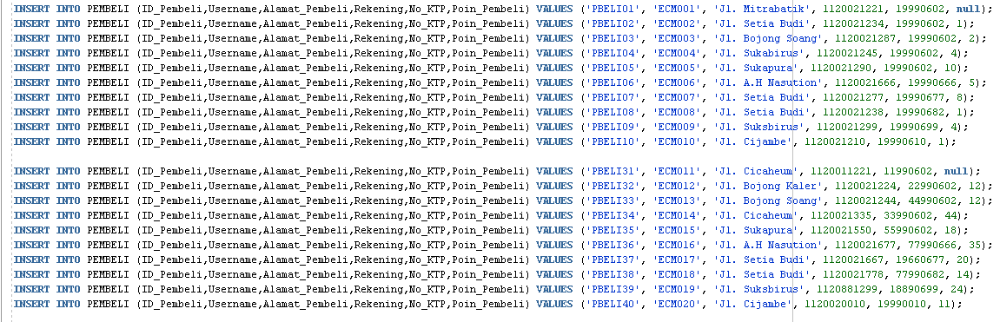 INSERT INTO PEMBELI (ID_Pembeli,Username,Alamat_Pembeli,Rekening,No_KTP,Poin_Pembeli) VALUES ('PBELI01', 'ECM001', 'Jl. Mitrabatik', 1120021221, 19990602, null);
INSERT INTO PEMBELI (ID_Pembeli,Username,Alamat_Pembeli,Rekening,No_KTP,Poin_Pembeli) VALUES ('PBELI02', 'ECM002', 'Jl. Setia Budi', 1120021234, 19990602, 1);
INSERT INTO PEMBELI (ID_Pembeli,Username,Alamat_Pembeli,Rekening,No_KTP,Poin_Pembeli) VALUES ('PBELI03', 'ECM003', 'Jl. Bojong Soang', 1120021287, 19990602, 2);
INSERT INTO PEMBELI (ID_Pembeli,Username,Alamat_Pembeli,Rekening,No_KTP,Poin_Pembeli) VALUES ('PBELI04', 'ECM004', 'Jl. Sukabirus', 1120021245, 19990602, 4);
INSERT INTO PEMBELI (ID_Pembeli,Username,Alamat_Pembeli,Rekening,No_KTP,Poin_Pembeli) VALUES ('PBELI05', 'ECM005', 'Jl. Sukapura', 1120021290, 19990602, 10);
INSERT INTO PEMBELI (ID_Pembeli,Username,Alamat_Pembeli,Rekening,No_KTP,Poin_Pembeli) VALUES ('PBELI06', 'ECM006', 'Jl. A.H Nasution', 1120021666, 19990666, 5);
INSERT INTO PEMBELI (ID_Pembeli,Username,Alamat_Pembeli,Rekening,No_KTP,Poin_Pembeli) VALUES ('PBELI07', 'ECM007', 'Jl. Setia Budi', 1120021277, 19990677, 8);
INSERT INTO PEMBELI (ID_Pembeli,Username,Alamat_Pembeli,Rekening,No_KTP,Poin_Pembeli) VALUES ('PBELI08', 'ECM008', 'Jl. Setia Budi', 1120021238, 19990682, 1);
INSERT INTO PEMBELI (ID_Pembeli,Username,Alamat_Pembeli,Rekening,No_KTP,Poin_Pembeli) VALUES ('PBELI09', 'ECM009', 'Jl. Suksbirus', 1120021299, 19990699, 4);
INSERT INTO PEMBELI (ID_Pembeli,Username,Alamat_Pembeli,Rekening,No_KTP,Poin_Pembeli) VALUES ('PBELI10', 'ECM010', 'Jl. Cijambe', 1120021210, 19990610, 1);
INSERT INTO PEMBELI (ID_Pembeli,Username,Alamat_Pembeli,Rekening,No_KTP,Poin_Pembeli) VALUES ('PBELI31', 'ECM011', 'Jl. Cicaheum', 1120011221, 11990602, null);
INSERT INTO PEMBELI (ID_Pembeli,Username,Alamat_Pembeli,Rekening,No_KTP,Poin_Pembeli) VALUES ('PBELI32', 'ECM012', 'Jl. Bojong Kaler', 1120021224, 22990602, 12);
INSERT INTO PEMBELI (ID_Pembeli,Username,Alamat_Pembeli,Rekening,No_KTP,Poin_Pembeli) VALUES ('PBELI33', 'ECM013', 'Jl. Bojong Soang', 1120021244, 44990602, 12);
INSERT INTO PEMBELI (ID_Pembeli,Username,Alamat_Pembeli,Rekening,No_KTP,Poin_Pembeli) VALUES ('PBELI34', 'ECM014', 'Jl. Cicaheum', 1120021335, 33990602, 44);
INSERT INTO PEMBELI (ID_Pembeli,Username,Alamat_Pembeli,Rekening,No_KTP,Poin_Pembeli) VALUES ('PBELI35', 'ECM015', 'Jl. Sukapura', 1120021550, 55990602, 18);
INSERT INTO PEMBELI (ID_Pembeli,Username,Alamat_Pembeli,Rekening,No_KTP,Poin_Pembeli) VALUES ('PBELI36', 'ECM016', 'Jl. A.H Nasution', 1120021677, 77990666, 35);
INSERT INTO PEMBELI (ID_Pembeli,Username,Alamat_Pembeli,Rekening,No_KTP,Poin_Pembeli) VALUES ('PBELI37', 'ECM017', 'Jl. Setia Budi', 1120021667, 19660677, 20);
INSERT INTO PEMBELI (ID_Pembeli,Username,Alamat_Pembeli,Rekening,No_KTP,Poin_Pembeli) VALUES ('PBELI38', 'ECM018', 'Jl. Setia Budi', 1120021778, 77990682, 14);
INSERT INTO PEMBELI (ID_Pembeli,Username,Alamat_Pembeli,Rekening,No_KTP,Poin_Pembeli) VALUES ('PBELI39', 'ECM019', 'Jl. Suksbirus', 1120881299, 18890699, 24);
INSERT INTO PEMBELI (ID_Pembeli,Username,Alamat_Pembeli,Rekening,No_KTP,Poin_Pembeli) VALUES ('PBELI40', 'ECM020', 'Jl. Cijambe', 1120020010, 19990010, 11);